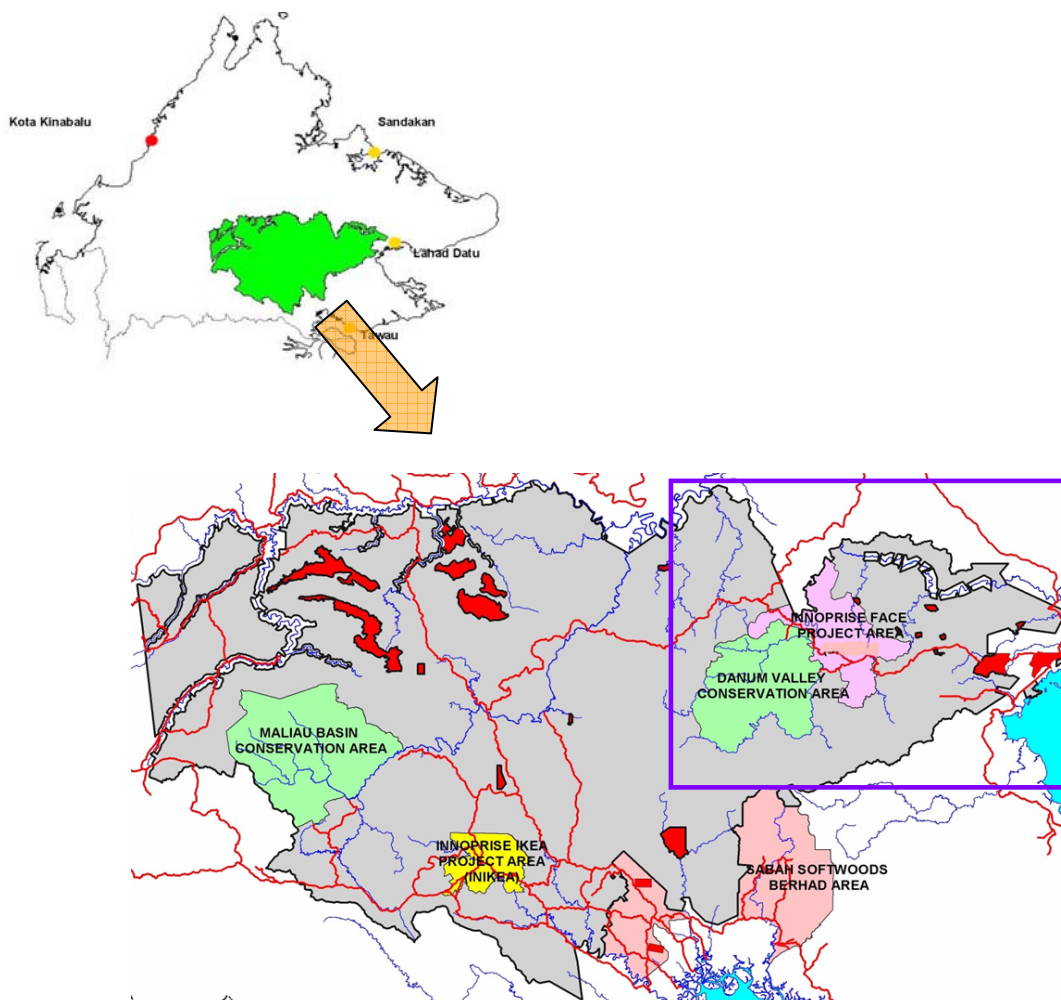 Kota Kinabalu
Sandakan
Lahad Datu
Tawau
INNOPRISE FACE
PROJECT AREA
DANUM VALLEY
CONSERVATION AREA
MALIAU BASIN
CONSERVATION AREA
INNOPRISE IKEA
PROJECT AREA
(INIKEA)
SABAH SOFTWOODS
BERHAD AREA